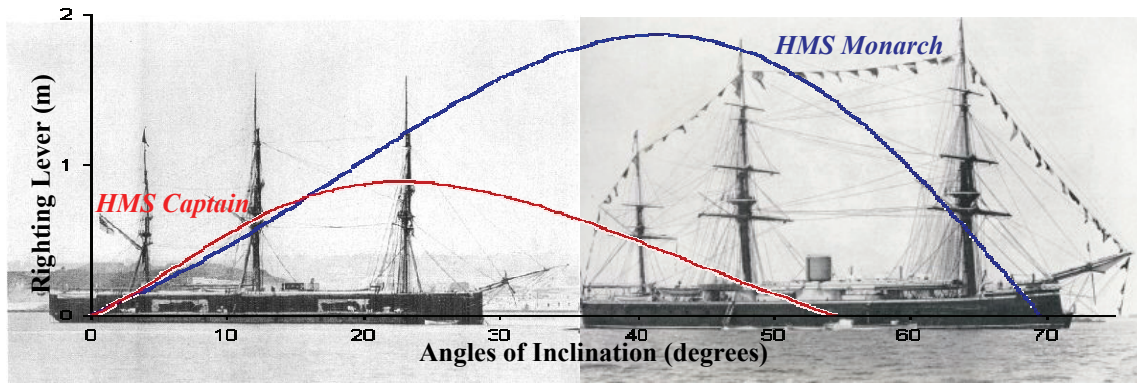 2
HMS Monarch
1
HMS Captain
Righting Lever (m)
0
0 10 20 30 40 50 60 70
Angles of Inclination (degrees)